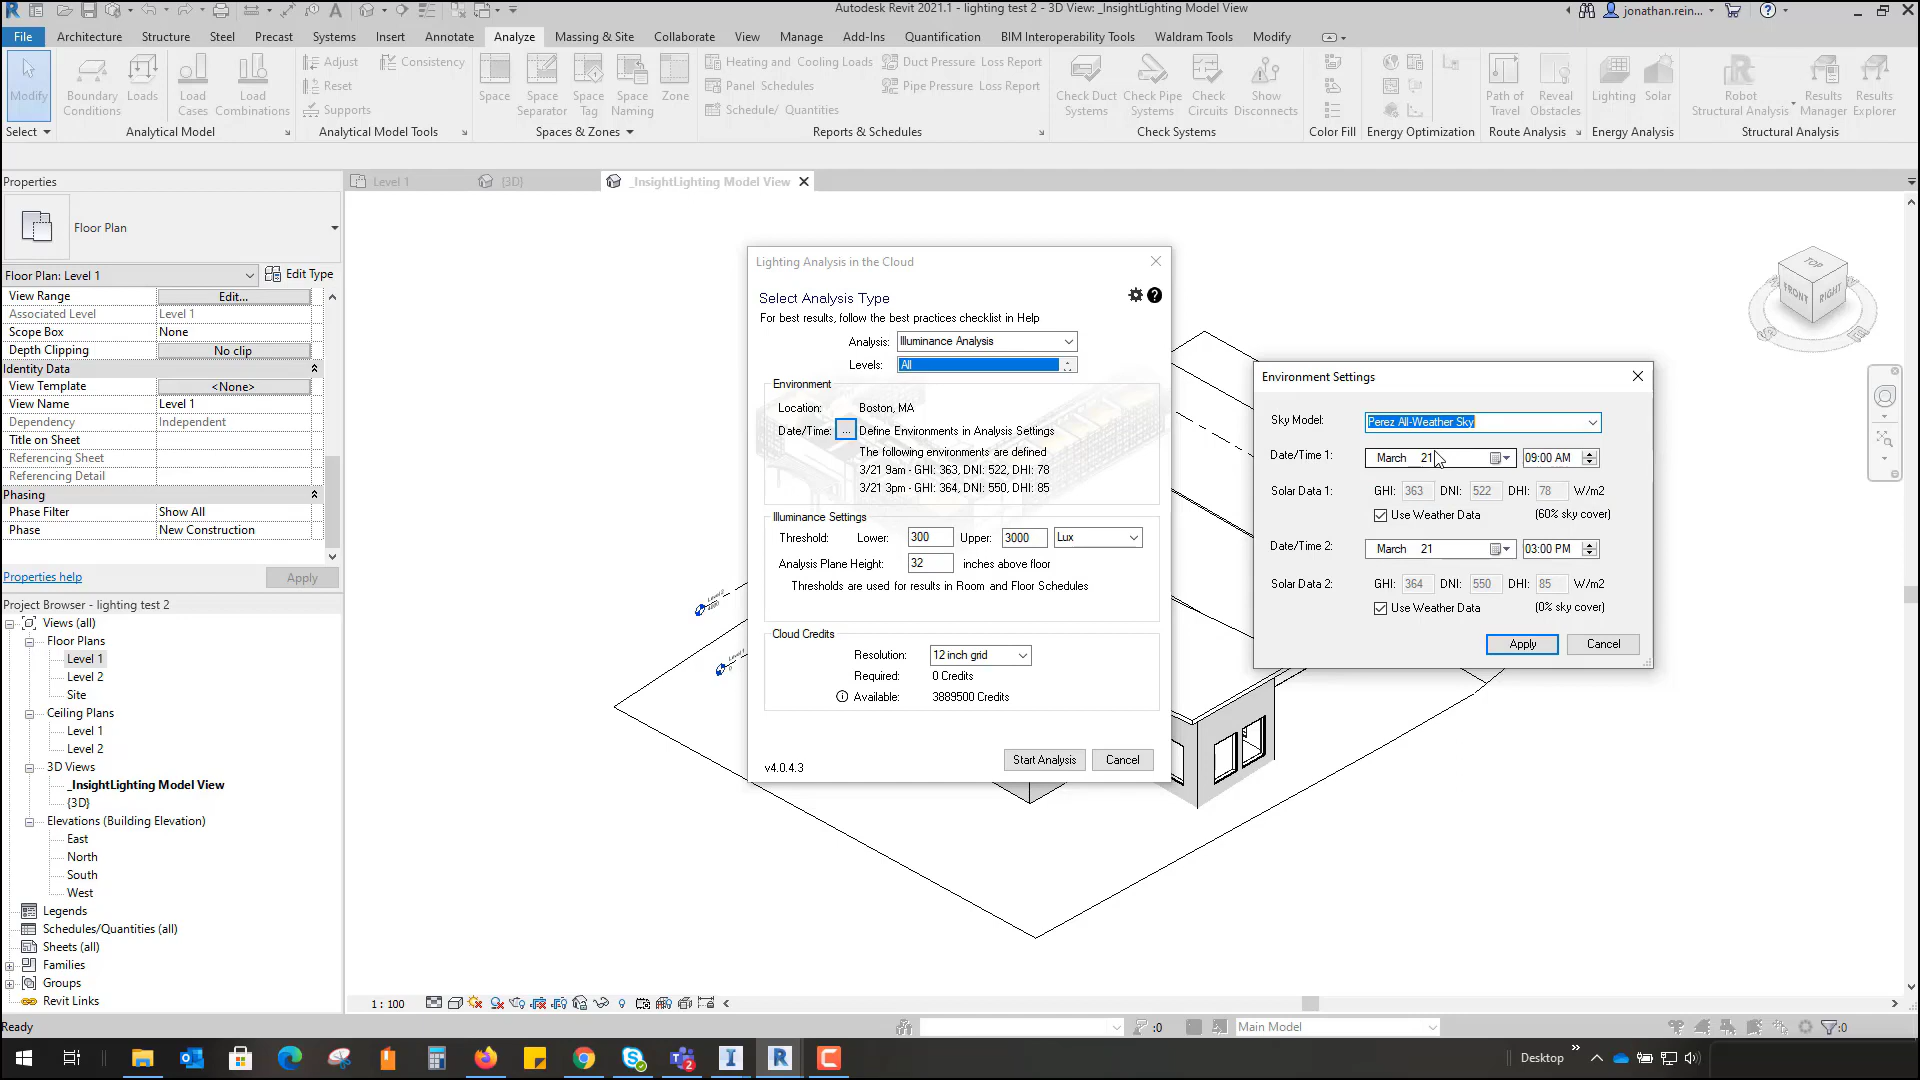 Autodesk Revit 2021.1 - lighting test 2 - 3D View: _InsightLighting Model View
jonathan.rein...
File Architecture Structure Steel Precast Systems Insert Annotate Analyze Massing & Site Collaborate View Manage Add-Ins Quantification BIM Interoperability Tools Waldram Tools Modify
Modify
Boundary Conditions
Loads
Load Cases
Load Combinations
Adjust
Reset
Supports
Consistency
Space
Space Separator
Space Tag
Space Naming
Zone
Heating and Cooling Loads
Panel Schedules
Schedule/ Quantities
Duct Pressure Loss Report
Pipe Pressure Loss Report
Check Duct Systems
Check Pipe Systems
Check Circuits
Show Disconnects
Path of Travel
Reveal Obstacles
Lighting
Solar
Robot Structural Analysis
Results Manager
Results Explorer
Select
Analytical Model
Analytical Model Tools
Spaces & Zones
Reports & Schedules
Check Systems
Color Fill
Energy Optimization
Route Analysis
Energy Analysis
Structural Analysis
Properties
Level 1
{3D}
_InsightLighting Model View
Floor Plan
Floor Plan: Level 1
Edit Type
View Range Edit...
Associated Level Level 1
Scope Box None
Depth Clipping No clip
Identity Data
View Template <None>
View Name Level 1
Dependency Independent
Title on Sheet
Referencing Sheet
Referencing Detail
Phasing
Phase Filter Show All
Phase New Construction
Properties help
Apply
Project Browser - lighting test 2
Views (all)
Floor Plans
Level 1
Level 2
Site
Ceiling Plans
Level 1
Level 2
3D Views
_InsightLighting Model View
{3D}
Elevations (Building Elevation)
East
North
South
West
Legends
Schedules/Quantities (all)
Sheets (all)
Families
Groups
Revit Links
Lighting Analysis in the Cloud
Select Analysis Type
For best results, follow the best practices checklist in Help
Analysis: Illuminance Analysis
Levels: All
Environment
Location: Boston, MA
Date/Time: ... Define Environments in Analysis Settings
The following environments are defined
3/21 9am - GHI: 363, DNI: 522, DHI: 78
3/21 3pm - GHI: 364, DNI: 550, DHI: 85
Illuminance Settings
Threshold: Lower: 300 Upper: 3000 Lux
Analysis Plane Height: 32 inches above floor
Thresholds are used for results in Room and Floor Schedules
Cloud Credits
Resolution: 12 inch grid
Required: 0 Credits
Available: 3889500 Credits
v4.0.4.3
Start Analysis
Cancel
TOP
FRONT
RIGHT
Environment Settings
Sky Model: Perez All-Weather Sky
Date/Time 1: March 21 09:00 AM
Solar Data 1: GHI: 363 DNI: 522 DHI: 78 W/m2
Use Weather Data (60% sky cover)
Date/Time 2: March 21 03:00 PM
Solar Data 2: GHI: 364 DNI: 550 DHI: 85 W/m2
Use Weather Data (0% sky cover)
Apply
Cancel
1 : 100
Ready
:0
Main Model
:0
Desktop